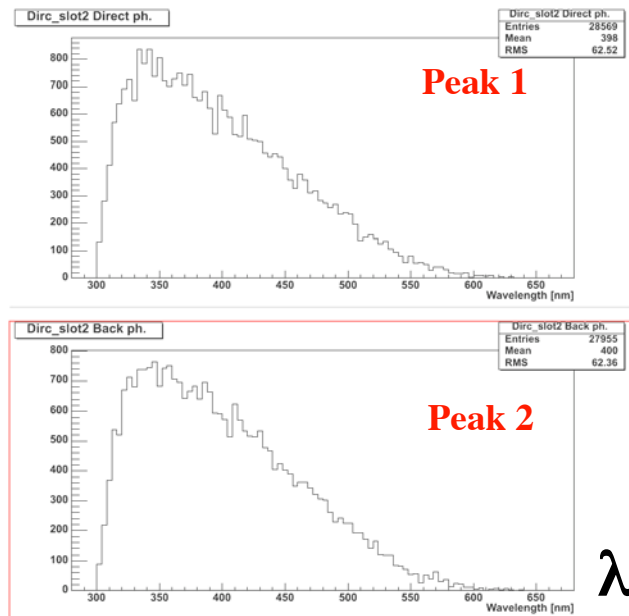 Dirc_slot2 Direct ph.
Dirc_slot2 Direct ph.
Entries 28569
Mean 398
RMS 62.52
Peak 1
800
700
600
500
400
300
200
100
0
300 350 400 450 500 550 600 650
Wavelength [nm]
Dirc_slot2 Back ph.
Dirc_slot2 Back ph.
Entries 27955
Mean 400
RMS 62.36
Peak 2
800
700
600
500
400
300
200
100
0
300 350 400 450 500 550 600 650
Wavelength [nm]
λ